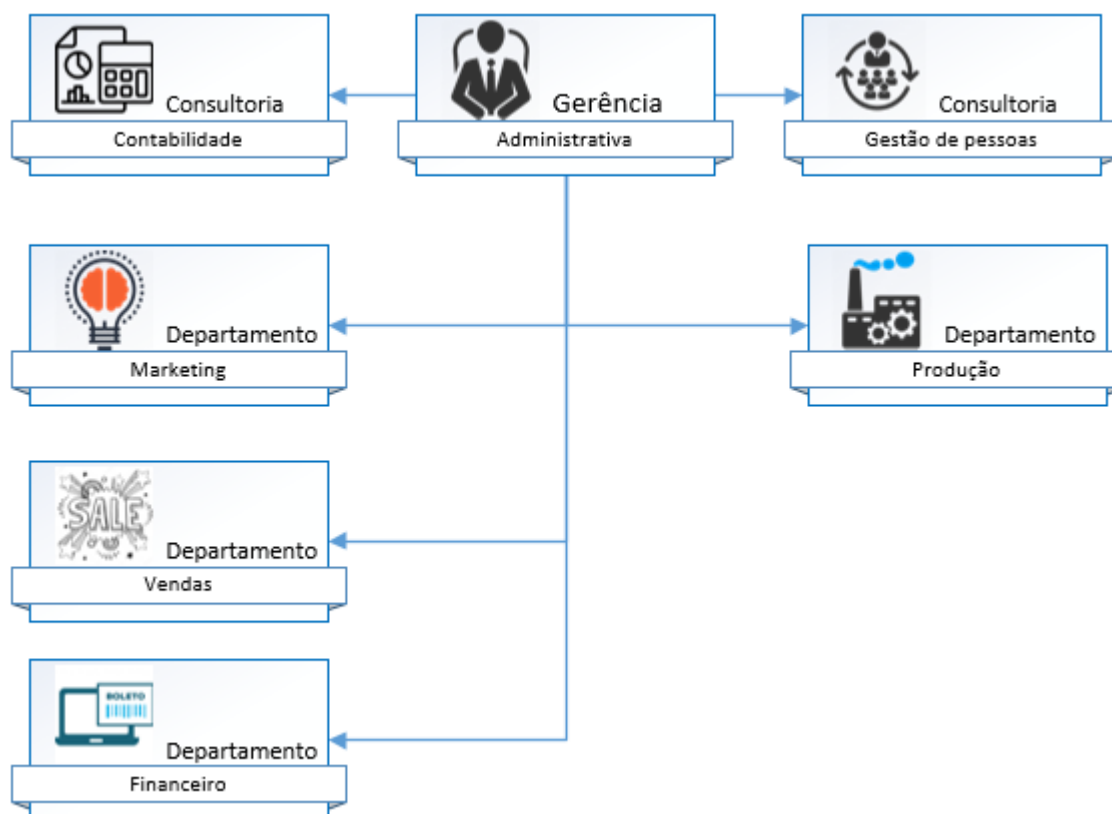 Consultoria
Contabilidade
Gerência
Administrativa
Consultoria
Gestão de pessoas
Departamento
Marketing
Departamento
Produção
SALE
Departamento
Vendas
BOLETO
Departamento
Financeiro